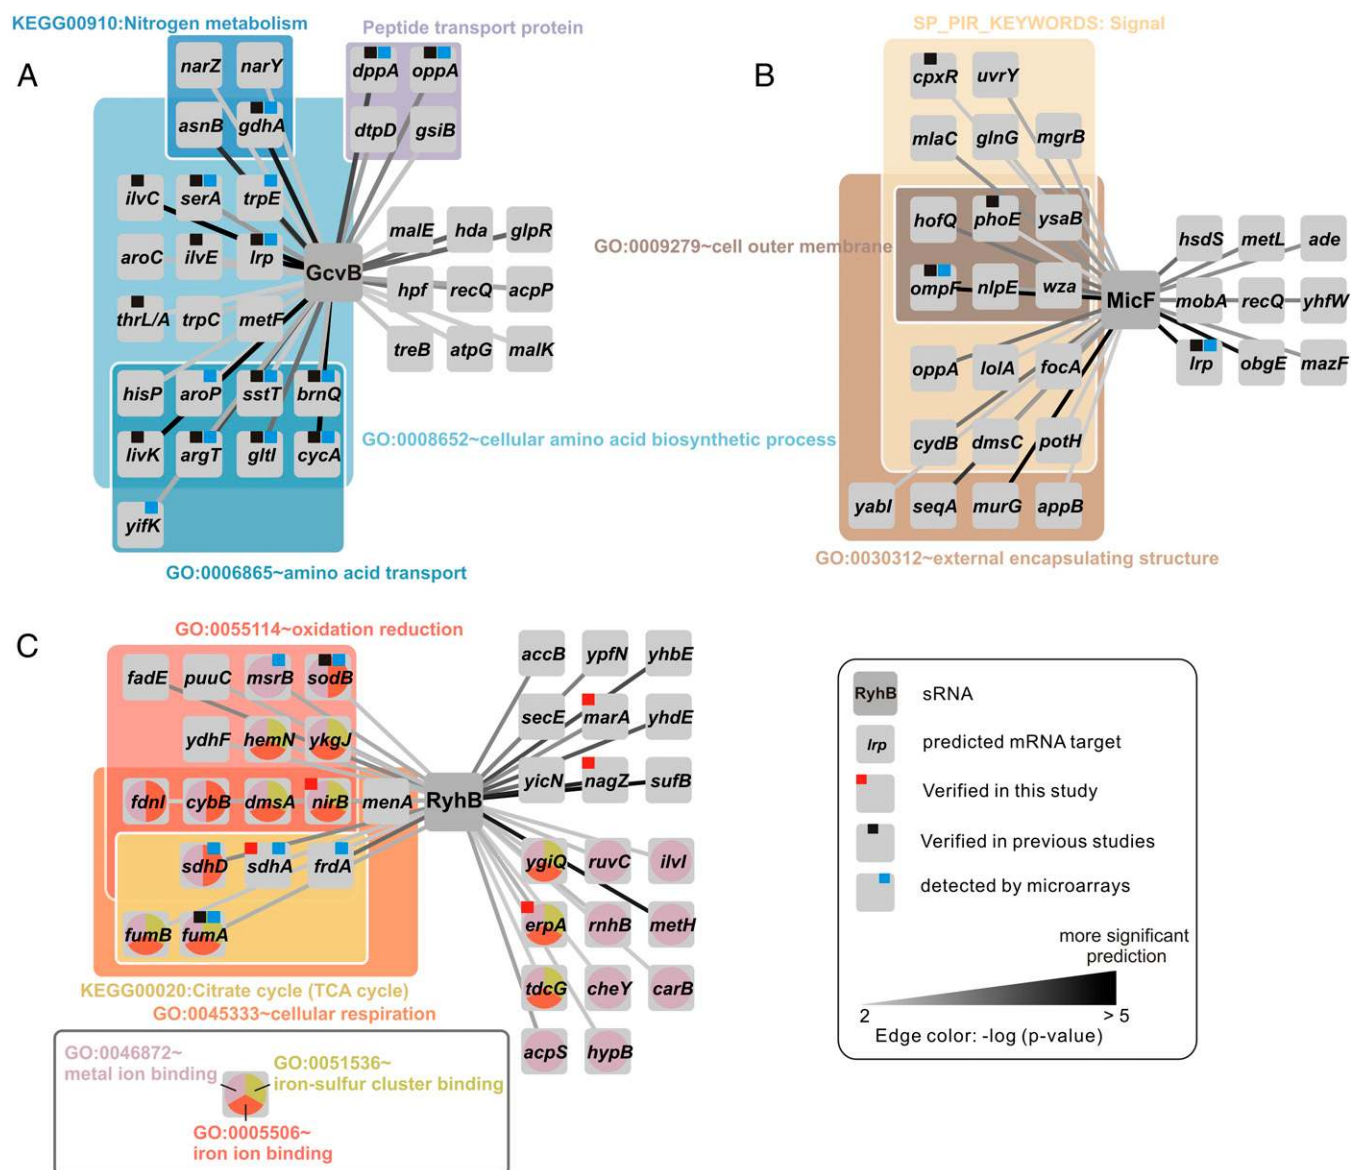 KEGG00910:Nitrogen metabolism
Peptide transport protein
A
narZ narY dppA oppA
asnB gdhA dtpD gsiB
ilvC serA trpE
malE hda glpR
aroC ilvE lrp GcvB
hpf recQ acpP
thrL/A trpC metF
treB atpG malK
hisP aroP sstT brnQ
GO:0008652~cellular amino acid biosynthetic process
livK argT gltI cycA
yifK
GO:0006865~amino acid transport
SP_PIR_KEYWORDS: Signal
B
cpxR uvrY
mlaC glnG mgrB
hofQ phoE ysaB
GO:0009279~cell outer membrane
hsdS metL ade
ompF nlpE wza MicF mobA recQ yhfW
oppA lolA focA lrp obgE mazF
cydB dmsC potH
yabI seqA murG appB
GO:0030312~external encapsulating structure
C
GO:0055114~oxidation reduction
fadE puuC msrB sodB
accB ypfN yhbE
ydhF hemN ykgJ
secE marA yhdE
fdnI cybB dmsA nirB menA RyhB
yicN nagZ sufB
sdhD sdhA frdA
ygiQ ruvC ilvI
fumB fumA
erpA rnhB metH
KEGG00020:Citrate cycle (TCA cycle)
tdcG cheY carB
GO:0045333~cellular respiration
acpS hypB
GO:0046872~
metal ion binding
GO:0051536~
iron-sulfur cluster binding
GO:0005506~
iron ion binding
RyhB sRNA
lrp predicted mRNA target
Verified in this study
Verified in previous studies
detected by microarrays
more significant
prediction
2 > 5
Edge color: -log (p-value)